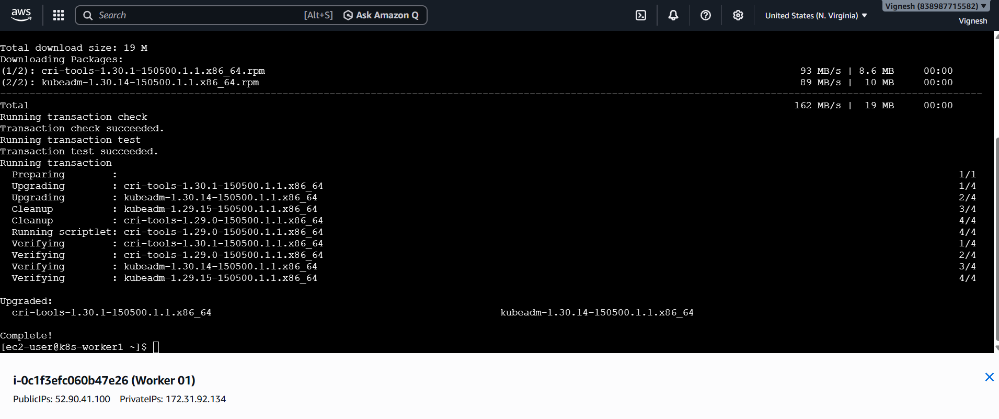 aws
Search [Alt+S] Ask Amazon Q
United States (N. Virginia) ▼
Vignesh (838987715582) ▼
Vignesh
Total download size: 19 M
Downloading Packages:
(1/2): cri-tools-1.30.1-150500.1.1.x86_64.rpm 93 MB/s | 8.6 MB 00:00
(2/2): kubeadm-1.30.14-150500.1.1.x86_64.rpm 89 MB/s | 10 MB 00:00
Total 162 MB/s | 19 MB 00:00
Running transaction check
Transaction check succeeded.
Running transaction test
Transaction test succeeded.
Running transaction
Preparing : 1/1
Upgrading : cri-tools-1.30.1-150500.1.1.x86_64 1/4
Upgrading : kubeadm-1.30.14-150500.1.1.x86_64 2/4
Cleanup : kubeadm-1.29.15-150500.1.1.x86_64 3/4
Cleanup : cri-tools-1.29.0-150500.1.1.x86_64 4/4
Running scriptlet: cri-tools-1.29.0-150500.1.1.x86_64 4/4
Verifying : cri-tools-1.30.1-150500.1.1.x86_64 1/4
Verifying : cri-tools-1.29.0-150500.1.1.x86_64 2/4
Verifying : kubeadm-1.30.14-150500.1.1.x86_64 3/4
Verifying : kubeadm-1.29.15-150500.1.1.x86_64 4/4
Upgraded:
cri-tools-1.30.1-150500.1.1.x86_64 kubeadm-1.30.14-150500.1.1.x86_64
Complete!
[ec2-user@k8s-worker1 ~]$
i-0c1f3efc060b47e26 (Worker 01)
PublicIPs: 52.90.41.100 PrivateIPs: 172.31.92.134